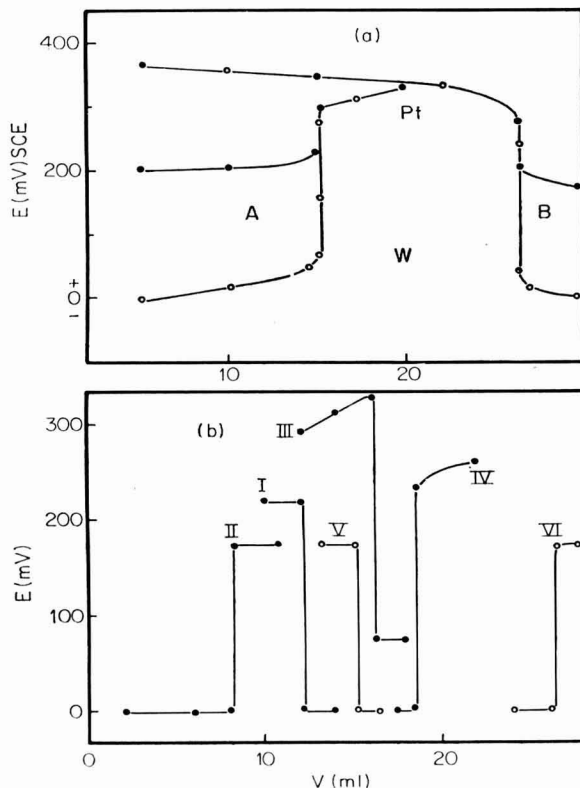 (a)
400
200
+
0
−
E(mV)SCE
Pt
A
B
W
10
20
(b)
300
200
100
0
E(mV)
III
I
IV
II
V
VI
0
10
20
V(ml)